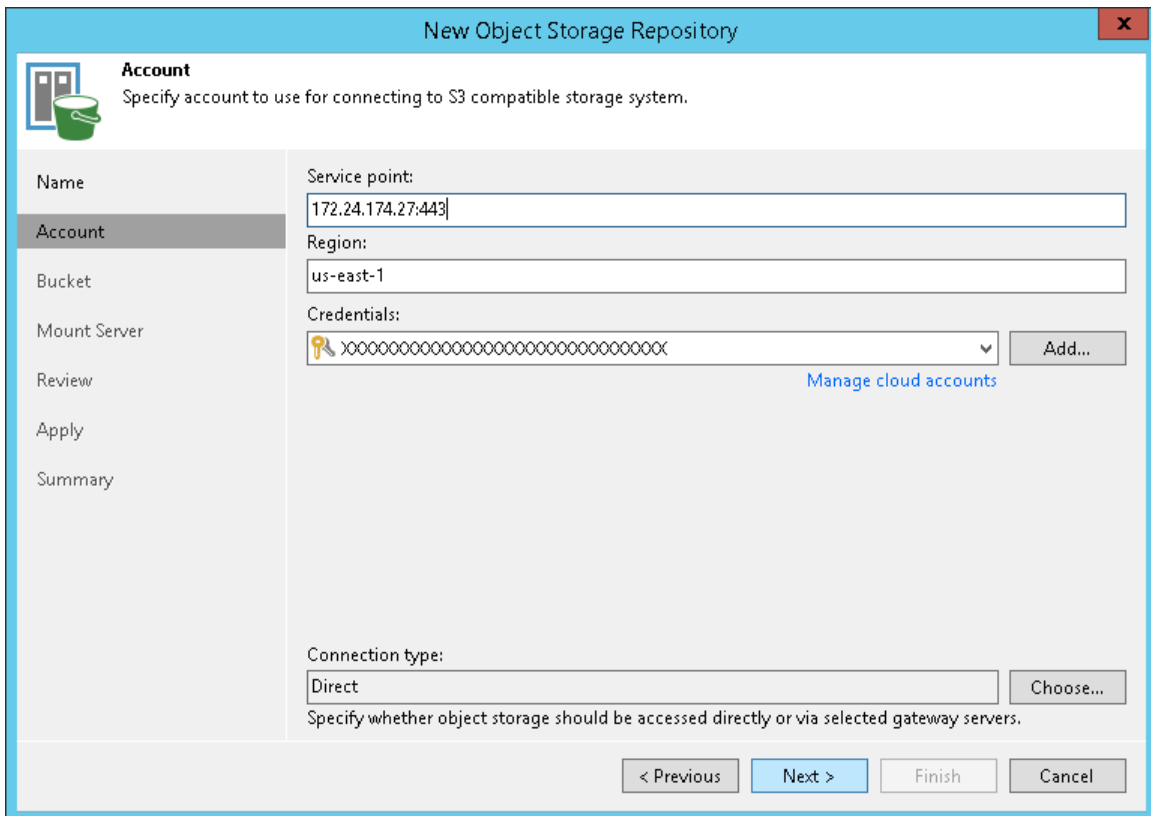 New Object Storage Repository
x
Account
Specify account to use for connecting to S3 compatible storage system.
Name
Account
Bucket
Mount Server
Review
Apply
Summary
Service point:
172.24.174.27:443
Region:
us-east-1
Credentials:
XXXXXXXXXXXXXXXXXXXXXXXXXXXXXX
Add...
Manage cloud accounts
Connection type:
Direct
Choose...
Specify whether object storage should be accessed directly or via selected gateway servers.
< Previous
Next >
Finish
Cancel